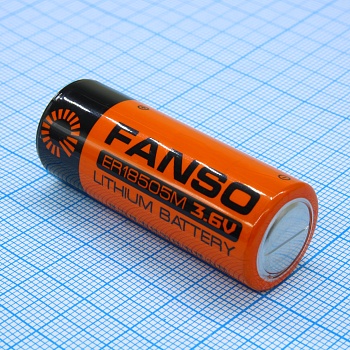 FANSO
ER18505M 3.6V
LITHIUM BATTERY